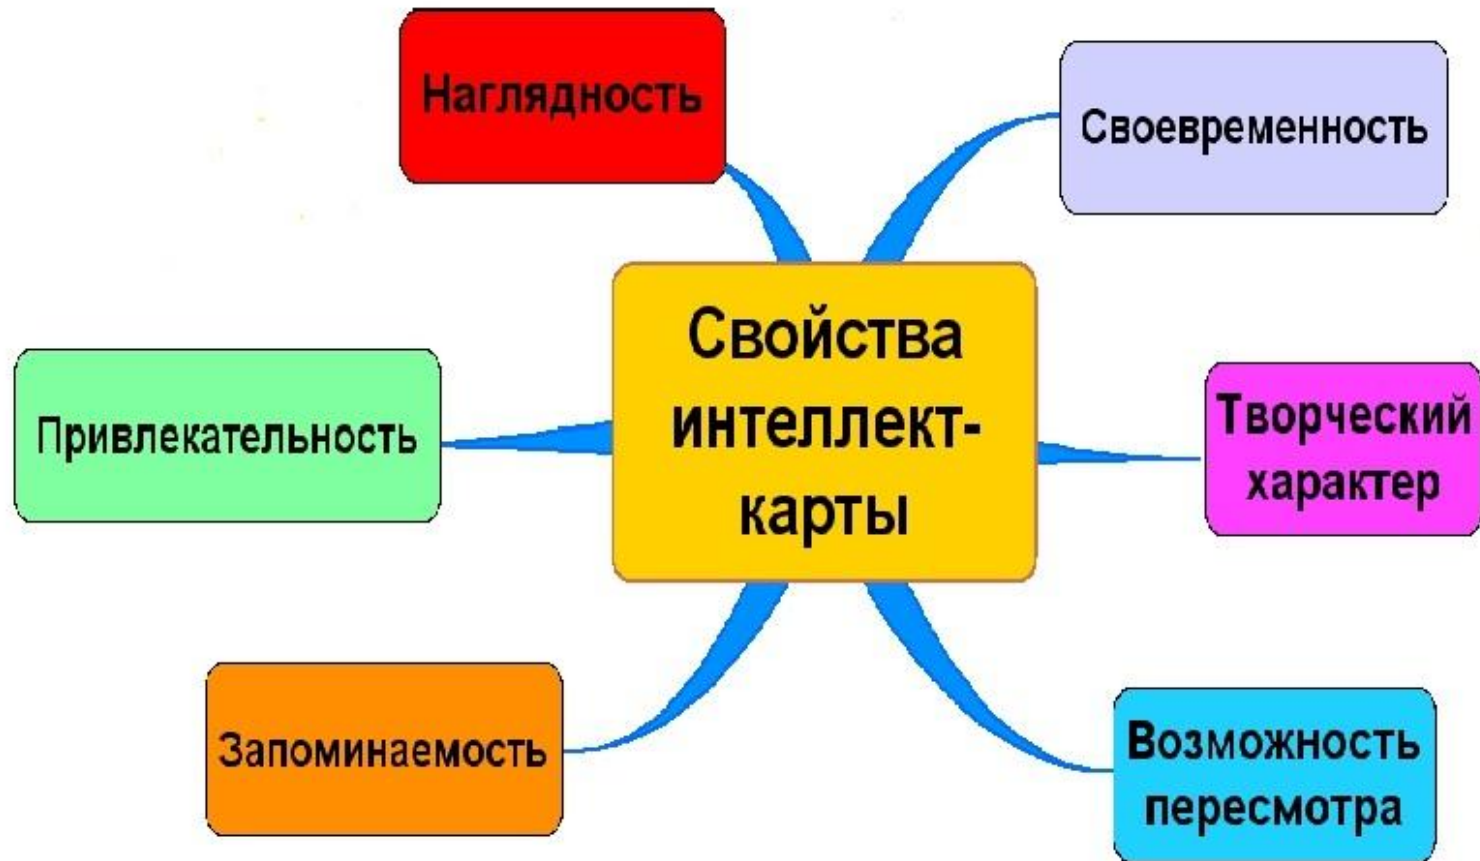 Наглядность
Своевременность
Свойства
интеллект-
карты
Привлекательность
Творческий
характер
Запоминаемость
Возможность
пересмотра